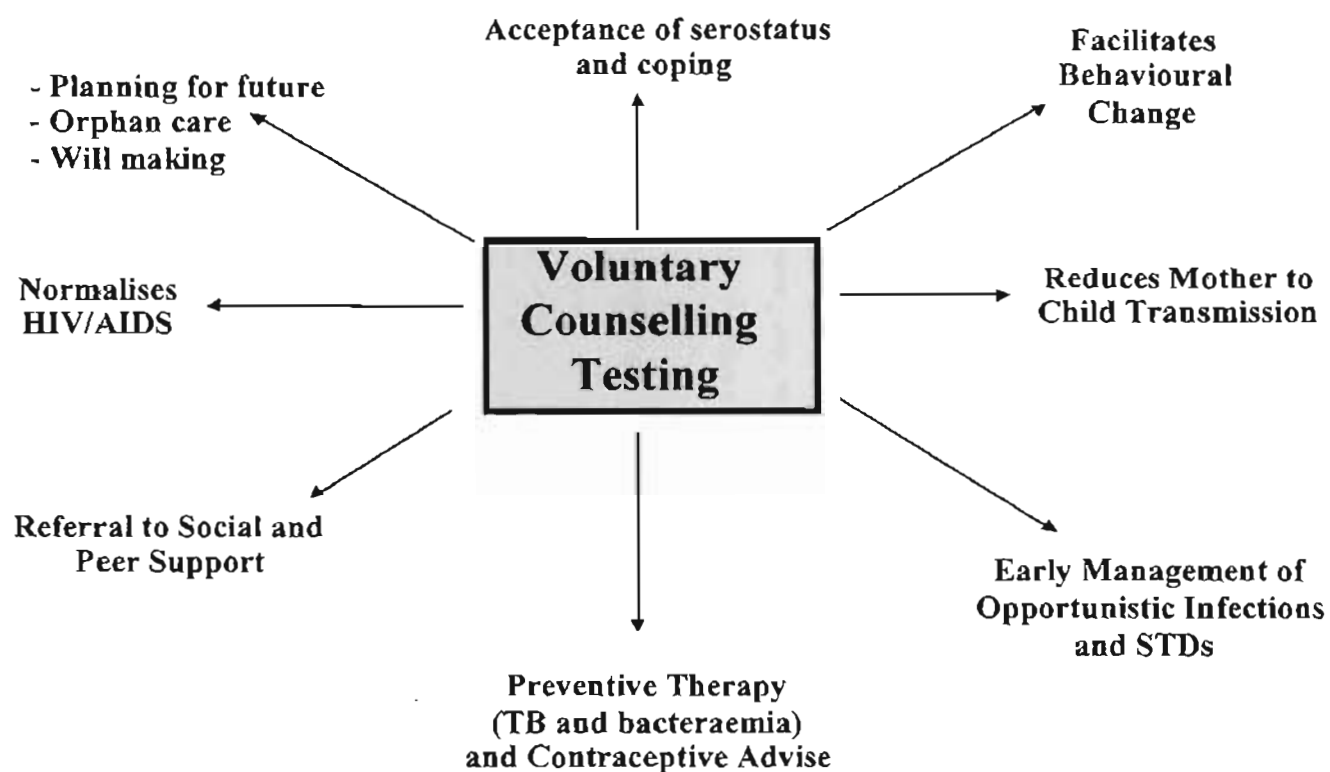 Acceptance of serostatus
and coping
Facilitates
Behavioural
Change
- Planning for future
- Orphan care
- Will making
Voluntary
Counselling
Testing
Normalises
HIV/AIDS
Reduces Mother to
Child Transmission
Referral to Social and
Peer Support
Early Management of
Opportunistic Infections
and STDs
Preventive Therapy
(TB and bacteraemia)
and Contraceptive Advise